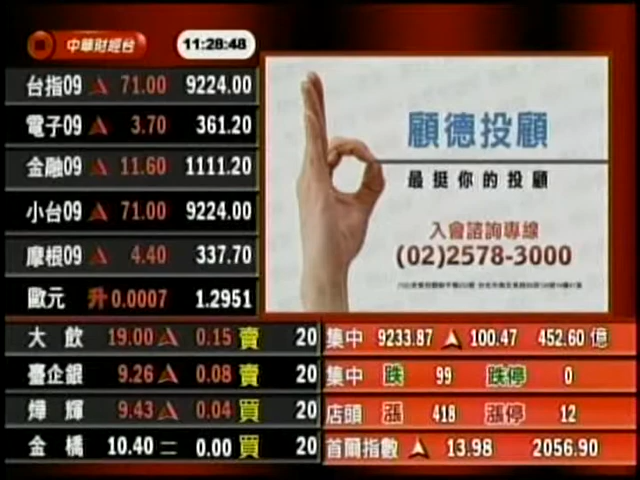 中華財經台 11:28:48
台指09 71.00 9224.00
電子09 3.70 361.20
金融09 11.60 1111.20
小台09 71.00 9224.00
摩根09 4.40 337.70
歐元 升0.0007 1.2951
顧德投顧
最挺你的投顧
入會諮詢專線
(02)2578-3000
大飲 19.00 0.15 賣 20
臺企銀 9.26 0.08 賣 20
燁輝 9.43 0.04 買 20
金橋 10.40 = 0.00 買 20
集中 9233.87 100.47 452.60億
集中 跌 99 跌停 0
店頭 漲 418 漲停 12
首爾指數 13.98 2056.90